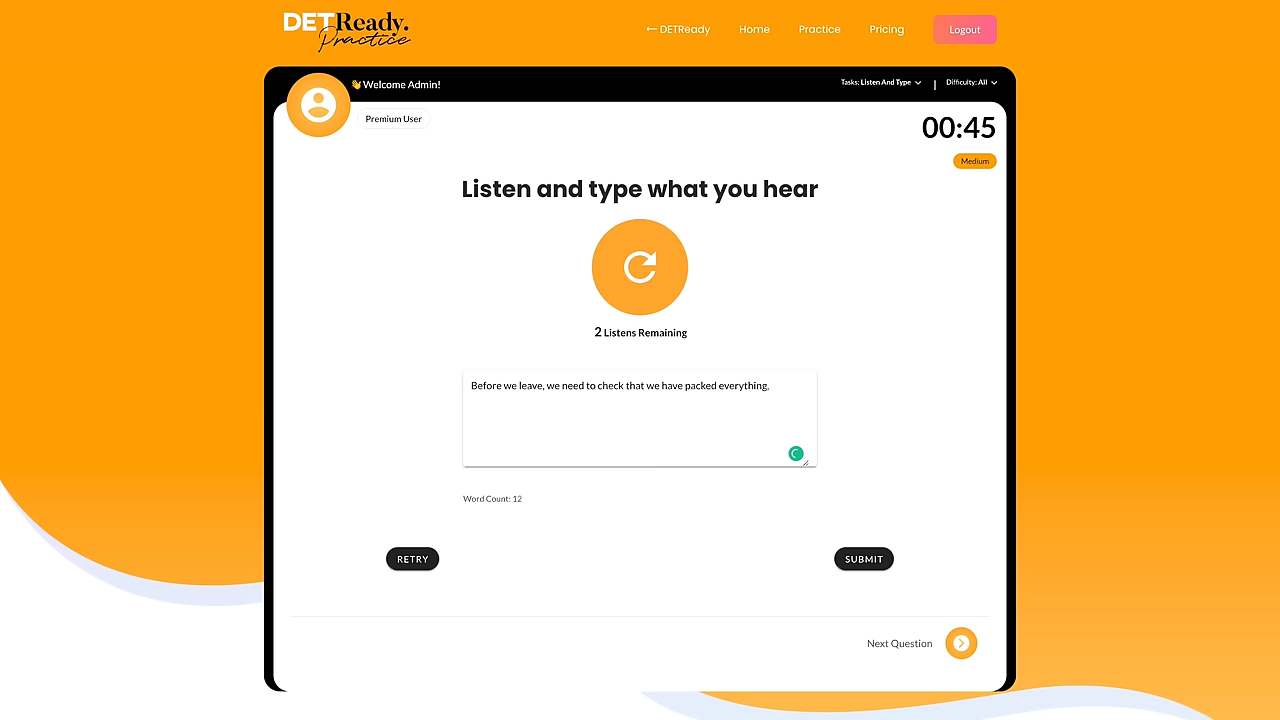 DETReady.
Practice
← DETReady Home Practice Pricing Logout
👋 Welcome Admin!
Tasks: Listen And Type | Difficulty: All
Premium User
00:45
Medium
Listen and type what you hear
2 Listens Remaining
Before we leave, we need to check that we have packed everything.
Word Count: 12
RETRY
SUBMIT
Next Question